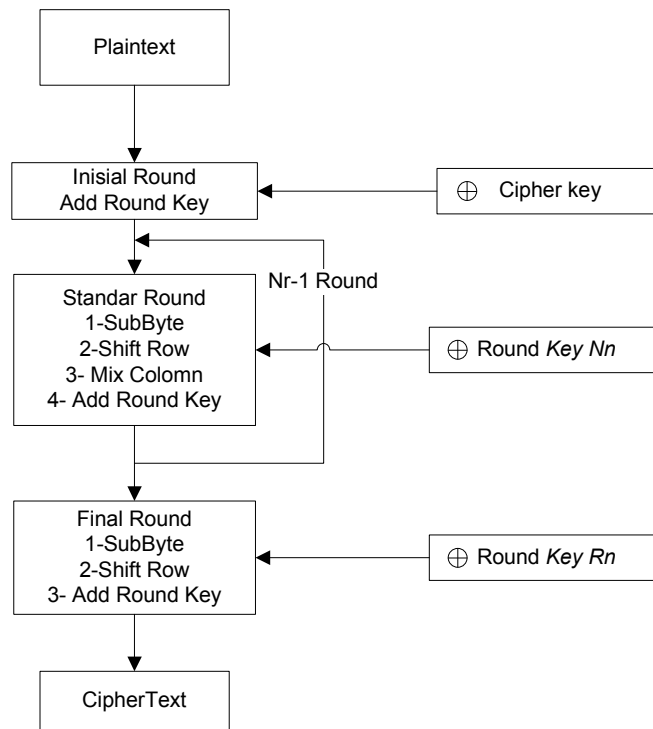 Plaintext
Inisial Round
Add Round Key
⊕ Cipher key
Nr-1 Round
Standar Round
1-SubByte
2-Shift Row
3- Mix Colomn
4- Add Round Key
⊕ Round Key Nn
Final Round
1-SubByte
2-Shift Row
3- Add Round Key
⊕ Round Key Rn
CipherText